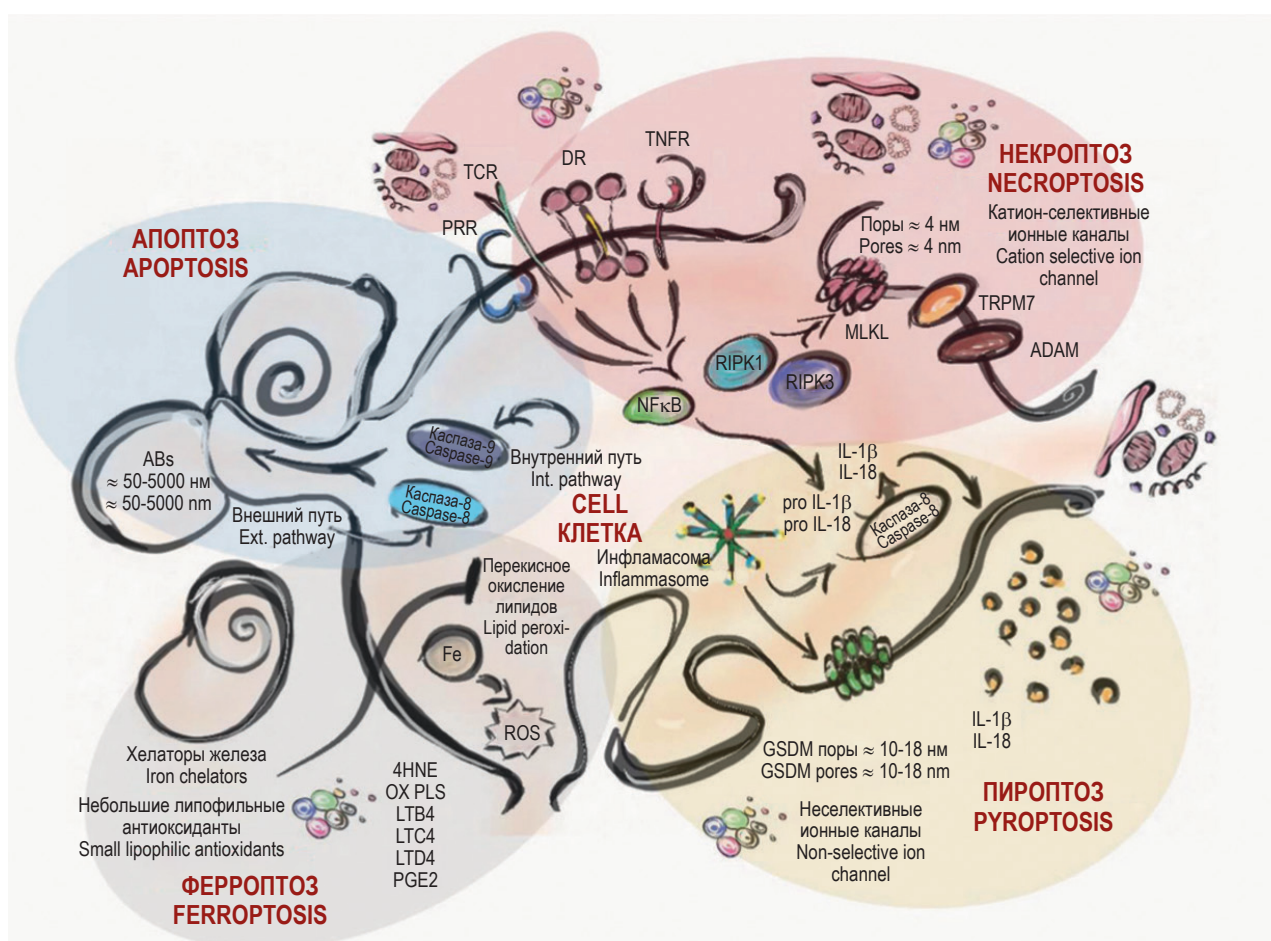 TNFR
DR
TCR
PRR
НЕКРОПТОЗ
NECROPTOSIS
Катион-селективные
ионные каналы
Cation selective ion
channel
Поры ≈ 4 нм
Pores ≈ 4 nm
TRPM7
MLKL
ADAM
RIPK1
RIPK3
NFκB
АПОПТОЗ
APOPTOSIS
Каспаза-9
Caspase-9
Внутренний путь
Int. pathway
ABs
≈ 50-5000 нм
≈ 50-5000 nm
Каспаза-8
Caspase-8
Внешний путь
Ext. pathway
CELL
КЛЕТКА
IL-1β
IL-18
pro IL-1β
pro IL-18
Каспаза-8
Caspase-8
Инфламасома
Inflammasome
Перекисное
окисление
липидов
Lipid peroxi-
dation
Fe
ROS
Хелаторы железа
Iron chelators
Небольшие липофильные
антиоксиданты
Small lipophilic antioxidants
4HNE
OX PLS
LTB4
LTC4
LTD4
PGE2
ФЕРРОПТОЗ
FERROPTOSIS
IL-1β
IL-18
GSDM поры ≈ 10-18 нм
GSDM pores ≈ 10-18 nm
ПИРОПТОЗ
PYROPTOSIS
Неселективные
ионные каналы
Non-selective ion
channel